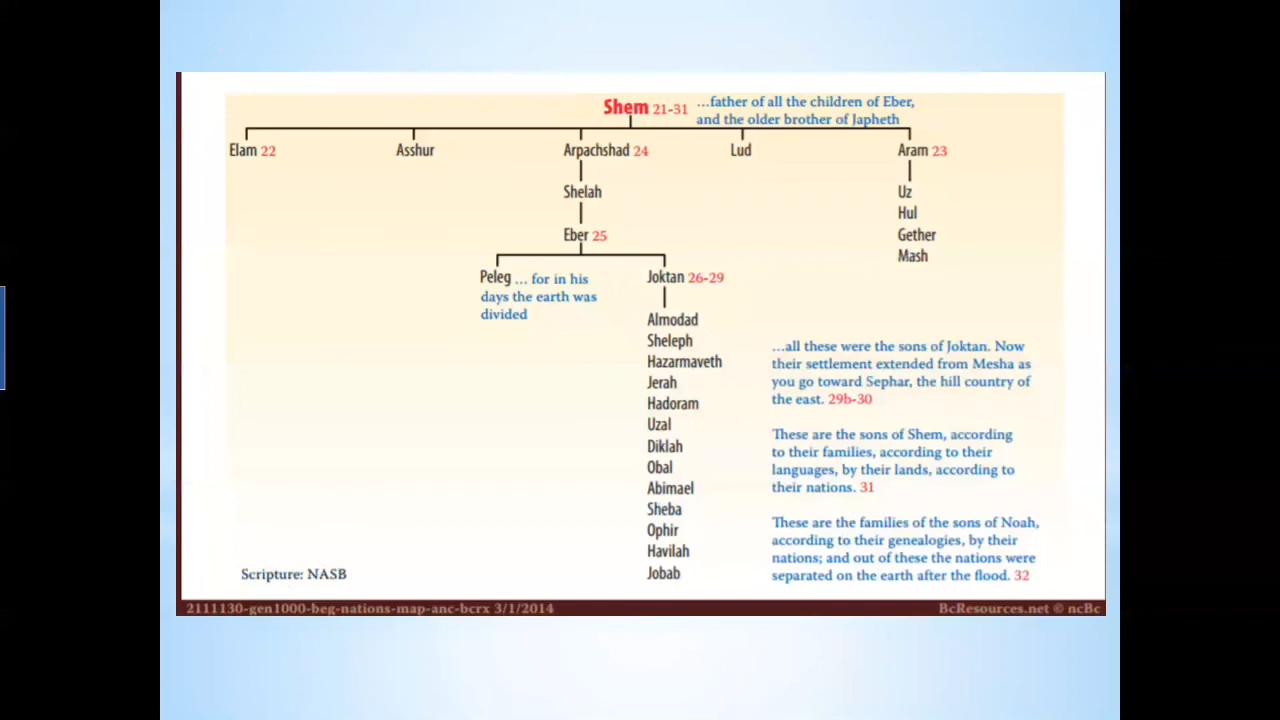 Shem 21-31 ...father of all the children of Eber,
and the older brother of Japheth
Elam 22 Asshur Arpachshad 24 Lud Aram 23
Shelah Uz
Hul
Eber 25 Gether
Mash
Peleg ... for in his Joktan 26-29
days the earth was
divided
Almodad
Sheleph
Hazarmaveth
Jerah
Hadoram
Uzal
Diklah
Obal
Abimael
Sheba
Ophir
Havilah
Jobab
...all these were the sons of Joktan. Now
their settlement extended from Mesha as
you go toward Sephar, the hill country of
the east. 29b-30
These are the sons of Shem, according
to their families, according to their
languages, by their lands, according to
their nations. 31
These are the families of the sons of Noah,
according to their genealogies, by their
nations; and out of these the nations were
separated on the earth after the flood. 32
Scripture: NASB
2111130-gen1000-beg-nations-map-anc-bcrx 3/1/2014 BcResources.net © ncBc